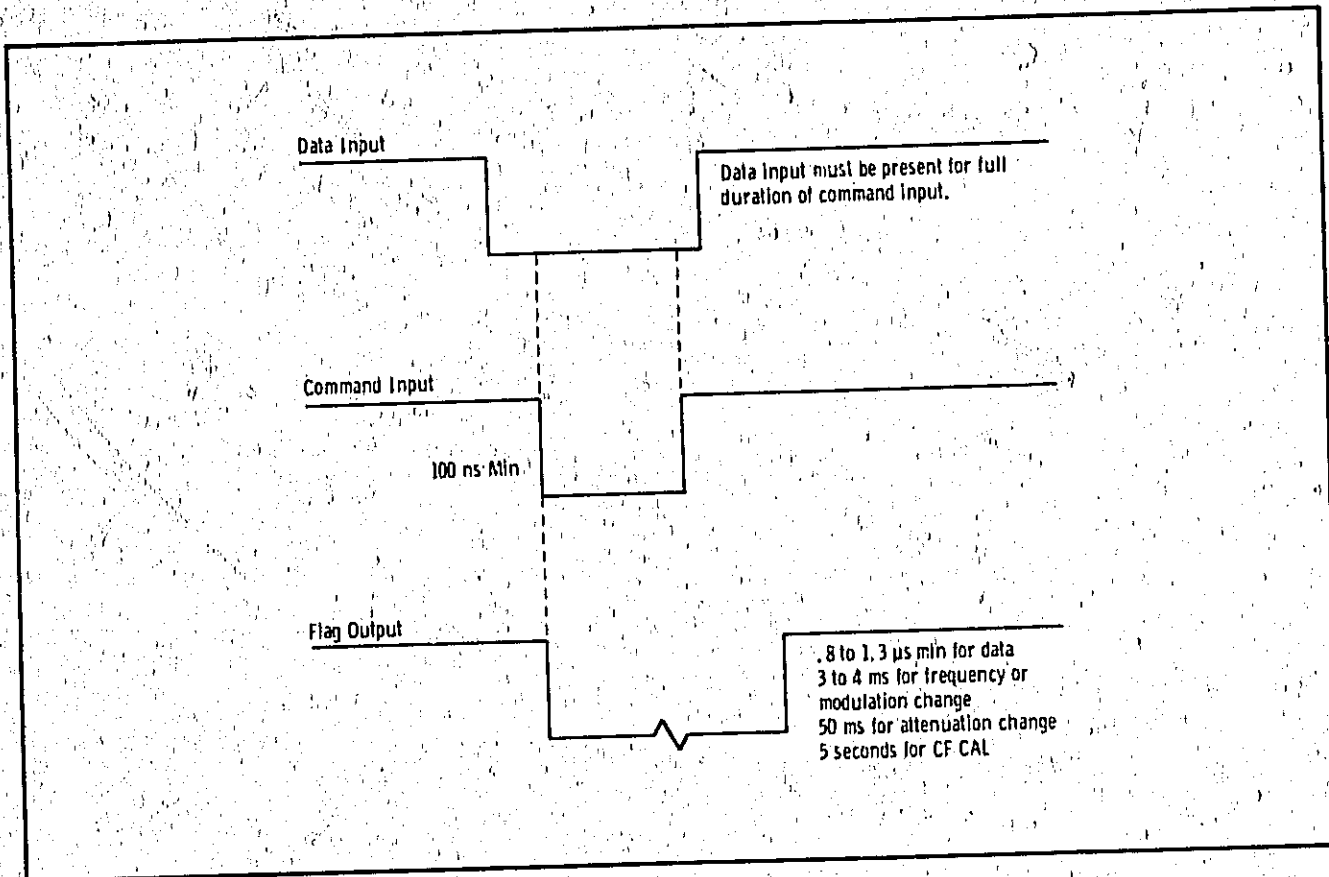 Data Input
Data Input must be present for full
duration of command input.
Command Input
100 ns Min
Flag Output
.8 to 1.3 µs min for data
3 to 4 ms for frequency or
modulation change
50 ms for attenuation change
5 seconds for CF CAL